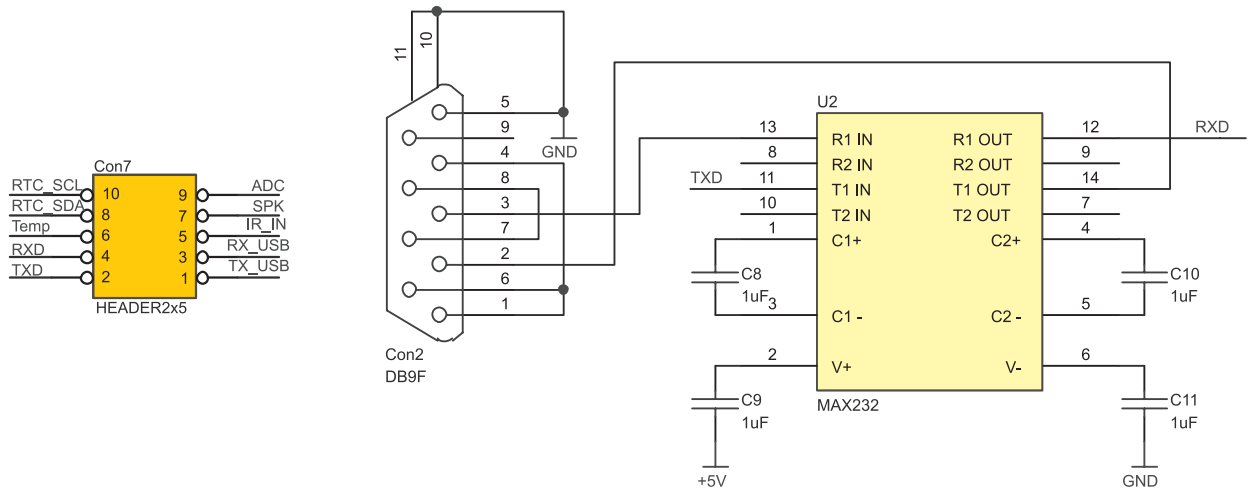 11
10
5
9
GND
4
8
3
7
2
6
1
Con2
DB9F
Con7
RTC_SCL 10 9 ADC
RTC_SDA 8 7 SPK
Temp 6 5 IR_IN
RXD 4 3 RX_USB
TXD 2 1 TX_USB
HEADER2x5
U2
13 R1 IN R1 OUT 12 RXD
8 R2 IN R2 OUT 9
TXD 11 T1 IN T1 OUT 14
10 T2 IN T2 OUT 7
1 C1+ C2+ 4
C8 C10
1uF 1uF
3 C1 - C2 - 5
2 V+ V- 6
MAX232
C9 C11
1uF 1uF
+5V GND